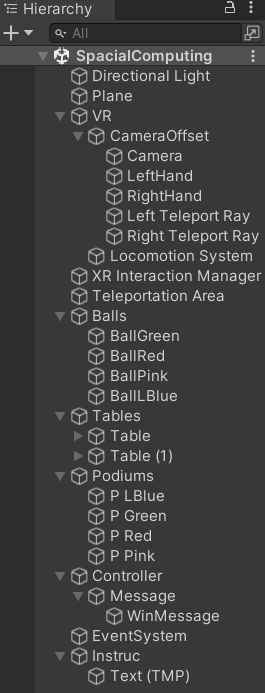 Hierarchy
All
SpacialComputing
Directional Light
Plane
VR
CameraOffset
Camera
LeftHand
RightHand
Left Teleport Ray
Right Teleport Ray
Locomotion System
XR Interaction Manager
Teleportation Area
Balls
BallGreen
BallRed
BallPink
BallLBlue
Tables
Table
Table (1)
Podiums
P LBlue
P Green
P Red
P Pink
Controller
Message
WinMessage
EventSystem
Instruc
Text (TMP)